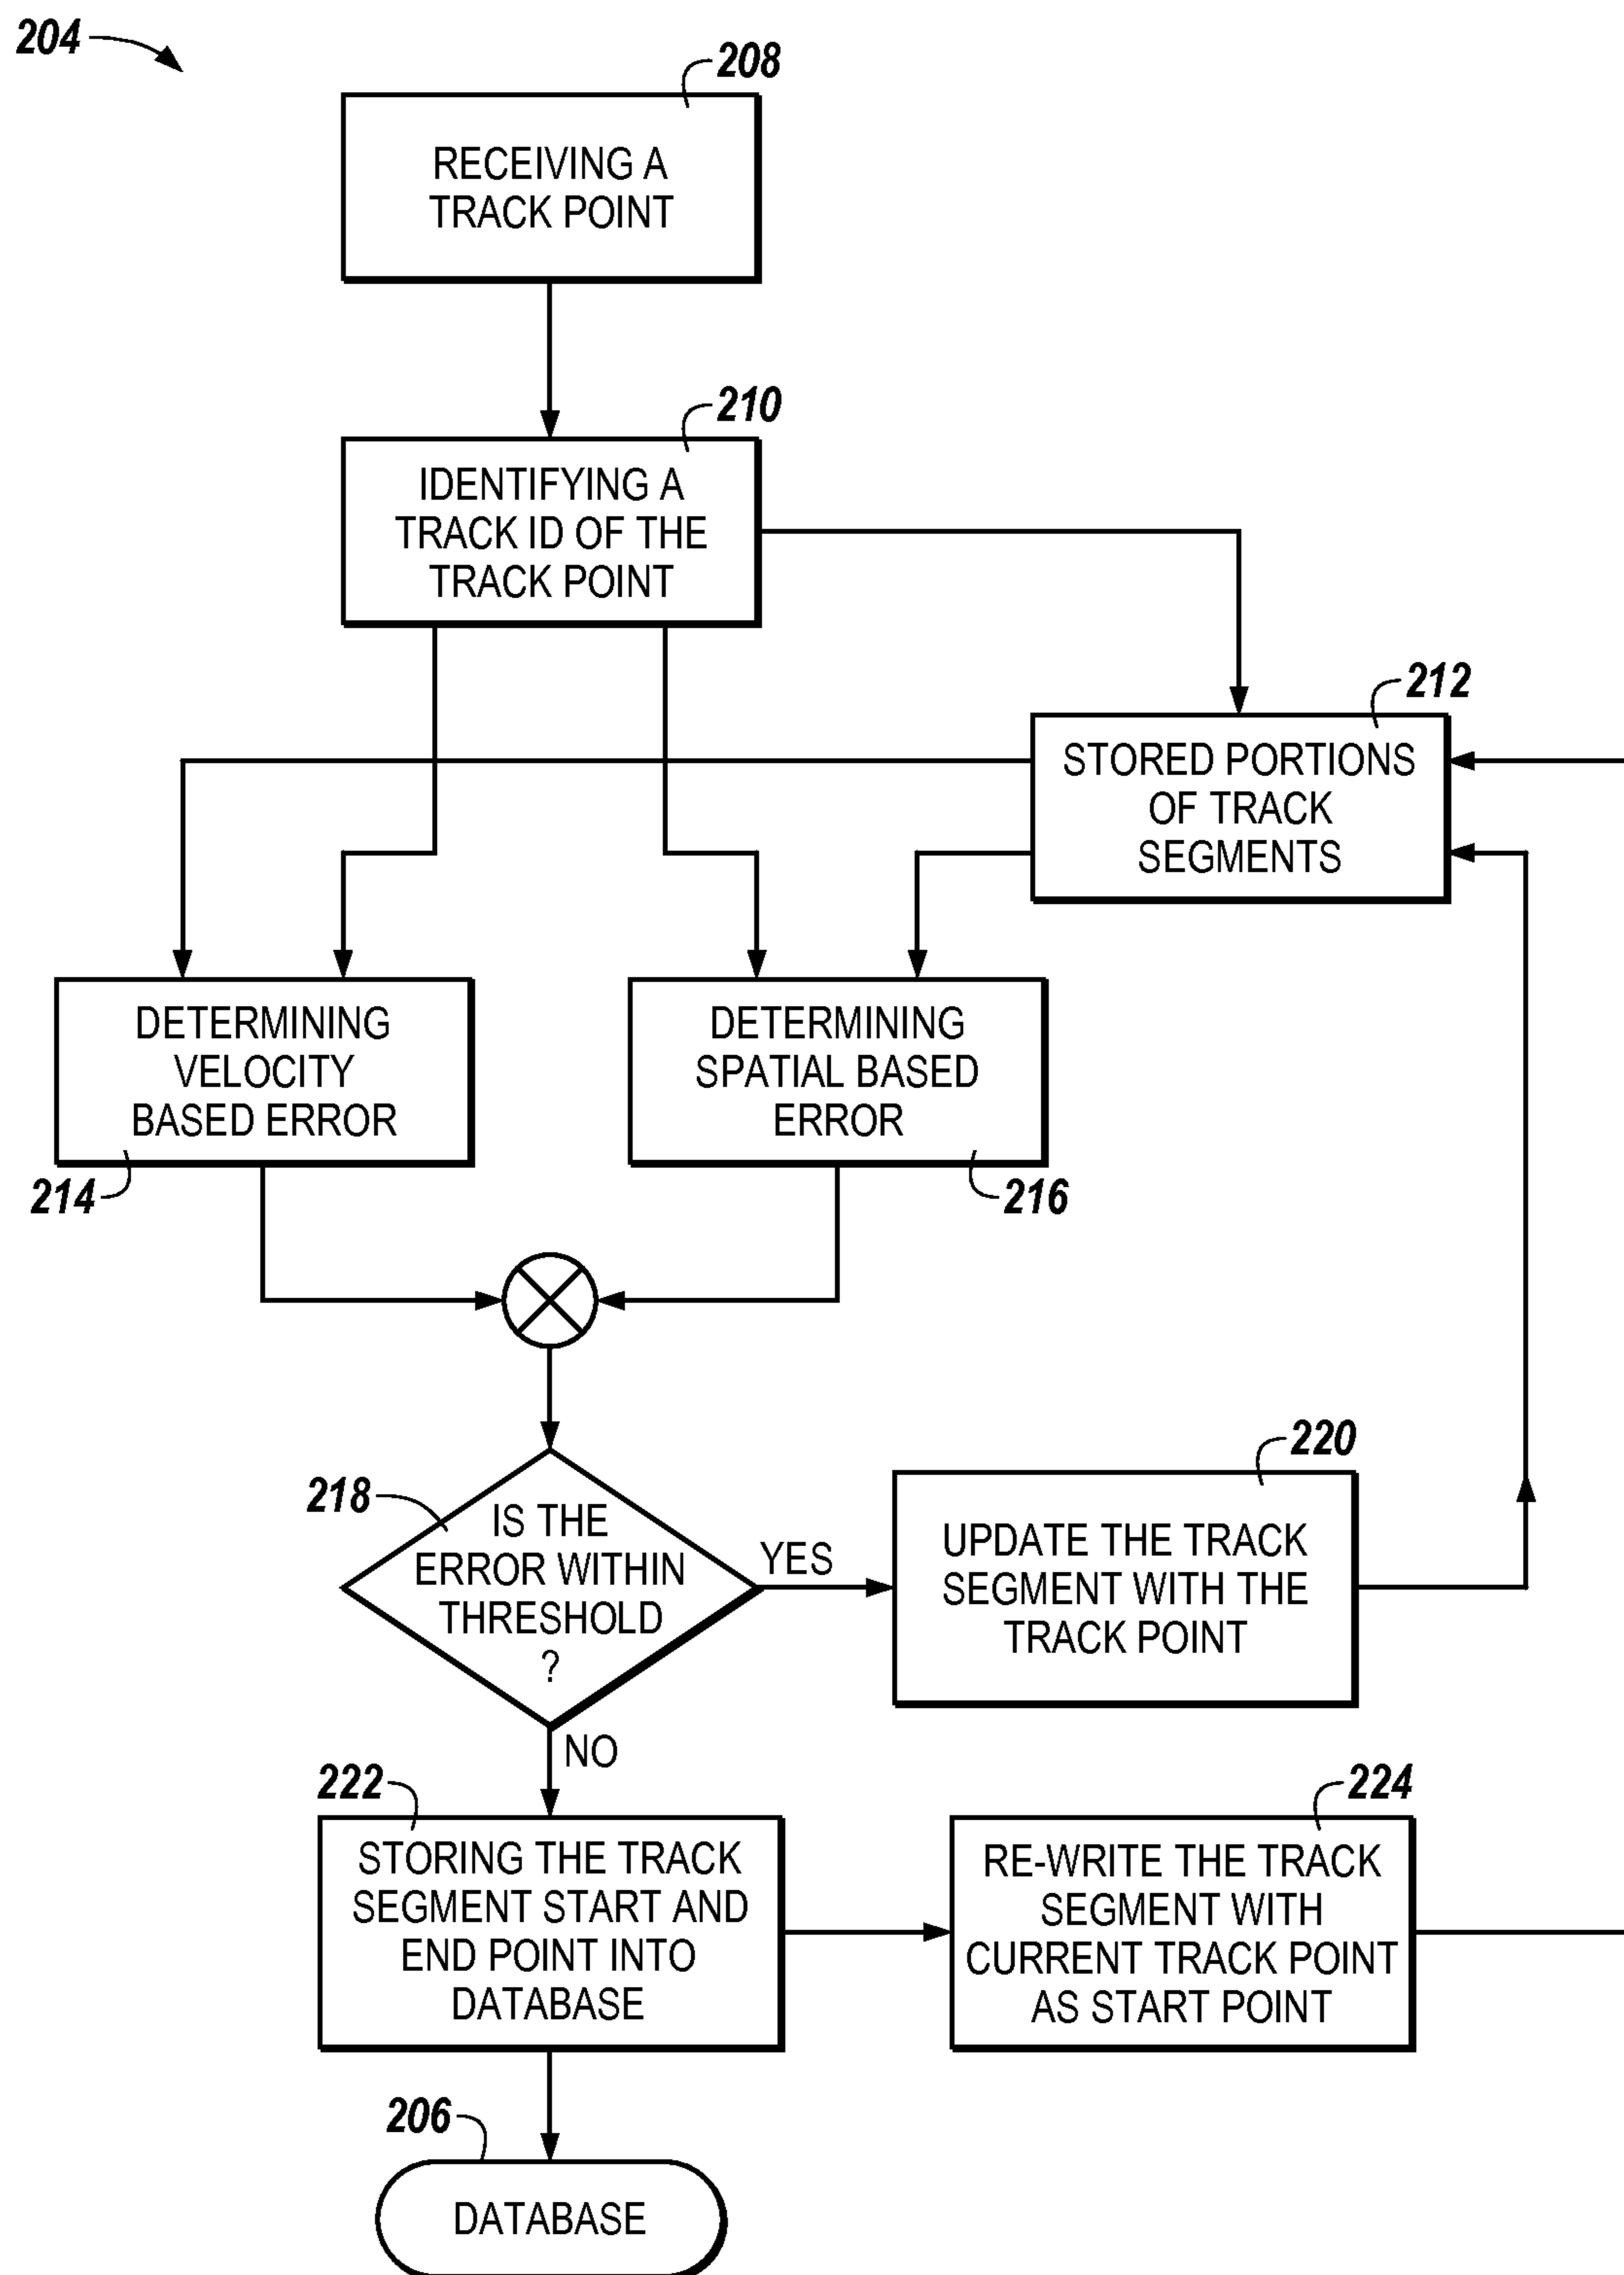 204
208
RECEIVING A
TRACK POINT
210
IDENTIFYING A
TRACK ID OF THE
TRACK POINT
212
STORED PORTIONS
OF TRACK
SEGMENTS
DETERMINING
VELOCITY
BASED ERROR
214
DETERMINING
SPATIAL BASED
ERROR
216
218
IS THE
ERROR WITHIN
THRESHOLD
?
YES
NO
220
UPDATE THE TRACK
SEGMENT WITH THE
TRACK POINT
222
STORING THE TRACK
SEGMENT START AND
END POINT INTO
DATABASE
224
RE-WRITE THE TRACK
SEGMENT WITH
CURRENT TRACK POINT
AS START POINT
206
DATABASE